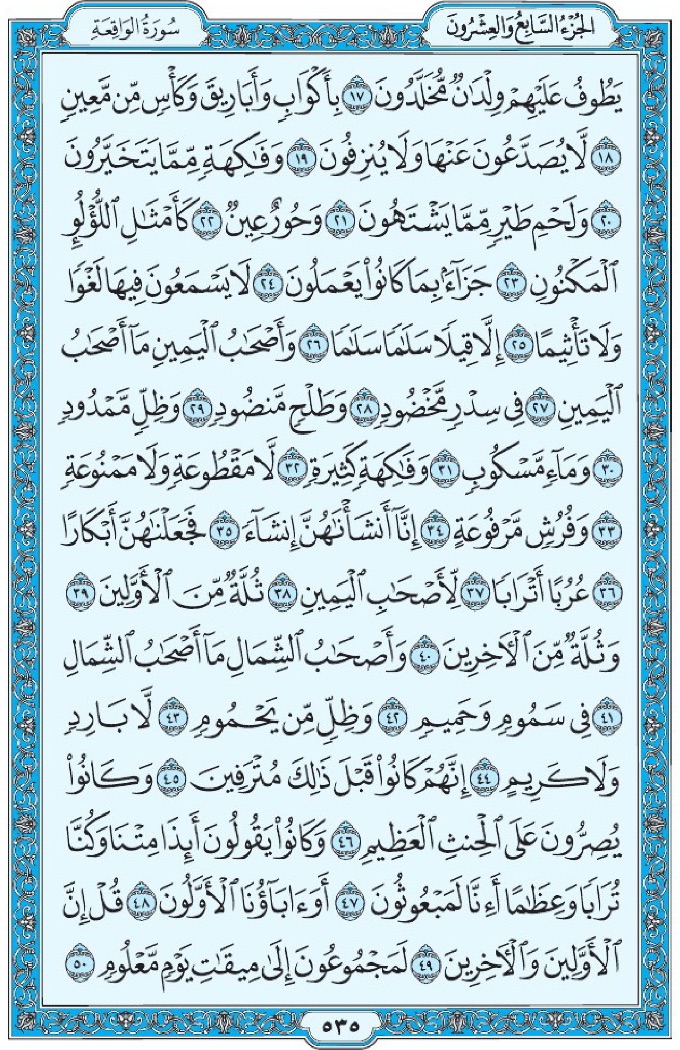 الجُزْءُ السَّابِعُ وَالعِشْرُونَ
سُورَةُ الوَاقِعَةِ
يَطُوفُ عَلَيۡهِمۡ وِلۡدَٰنٞ مُّخَلَّدُونَ ١٧ بِأَكۡوَابٖ وَأَبَارِيقَ وَكَأۡسٖ مِّن مَّعِينٖ
١٨ لَّا يُصَدَّعُونَ عَنۡهَا وَلَا يُنزِفُونَ ١٩ وَفَٰكِهَةٖ مِّمَّا يَتَخَيَّرُونَ
٢٠ وَلَحۡمِ طَيۡرٖ مِّمَّا يَشۡتَهُونَ ٢١ وَحُورٌ عِينٞ ٢٢ كَأَمۡثَٰلِ ٱللُّؤۡلُوِٕ
ٱلۡمَكۡنُونِ ٢٣ جَزَآءَۢ بِمَا كَانُواْ يَعۡمَلُونَ ٢٤ لَا يَسۡمَعُونَ فِيهَا لَغۡوٗا
وَلَا تَأۡثِيمًا ٢٥ إِلَّا قِيلٗا سَلَٰمٗا سَلَٰمٗا ٢٦ وَأَصۡحَٰبُ ٱلۡيَمِينِ مَآ أَصۡحَٰبُ
ٱلۡيَمِينِ ٢٧ فِي سِدۡرٖ مَّخۡضُودٖ ٢٨ وَطَلۡحٖ مَّنضُودٖ ٢٩ وَظِلّٖ مَّمۡدُودٖ
٣٠ وَمَآءٖ مَّسۡكُوبٖ ٣١ وَفَٰكِهَةٖ كَثِيرَةٖ ٣٢ لَّا مَقۡطُوعَةٖ وَلَا مَمۡنُوعَةٖ
٣٣ وَفُرُشٖ مَّرۡفُوعَةٍ ٣٤ إِنَّآ أَنشَأۡنَٰهُنَّ إِنشَآءٗ ٣٥ فَجَعَلۡنَٰهُنَّ أَبۡكَارًا
٣٦ عُرُبًا أَتۡرَابٗا ٣٧ لِّأَصۡحَٰبِ ٱلۡيَمِينِ ٣٨ ثُلَّةٞ مِّنَ ٱلۡأَوَّلِينَ ٣٩
وَثُلَّةٞ مِّنَ ٱلۡأٓخِرِينَ ٤٠ وَأَصۡحَٰبُ ٱلشِّمَالِ مَآ أَصۡحَٰبُ ٱلشِّمَالِ
٤١ فِي سَمُومٖ وَحَمِيمٖ ٤٢ وَظِلّٖ مِّن يَحۡمُومٖ ٤٣ لَّا بَارِدٖ
وَلَا كَرِيمٍ ٤٤ إِنَّهُمۡ كَانُواْ قَبۡلَ ذَٰلِكَ مُتۡرَفِينَ ٤٥ وَكَانُواْ
يُصِرُّونَ عَلَى ٱلۡحِنثِ ٱلۡعَظِيمِ ٤٦ وَكَانُواْ يَقُولُونَ أَئِذَا مِتۡنَا وَكُنَّا
تُرَابٗا وَعِظَٰمًا أَءِنَّا لَمَبۡعُوثُونَ ٤٧ أَوَءَابَآؤُنَا ٱلۡأَوَّلُونَ ٤٨ قُلۡ إِنَّ
ٱلۡأَوَّلِينَ وَٱلۡأٓخِرِينَ ٤٩ لَمَجۡمُوعُونَ إِلَىٰ مِيقَٰتِ يَوۡمٖ مَّعۡلُومٖ ٥٠
٥٣٥